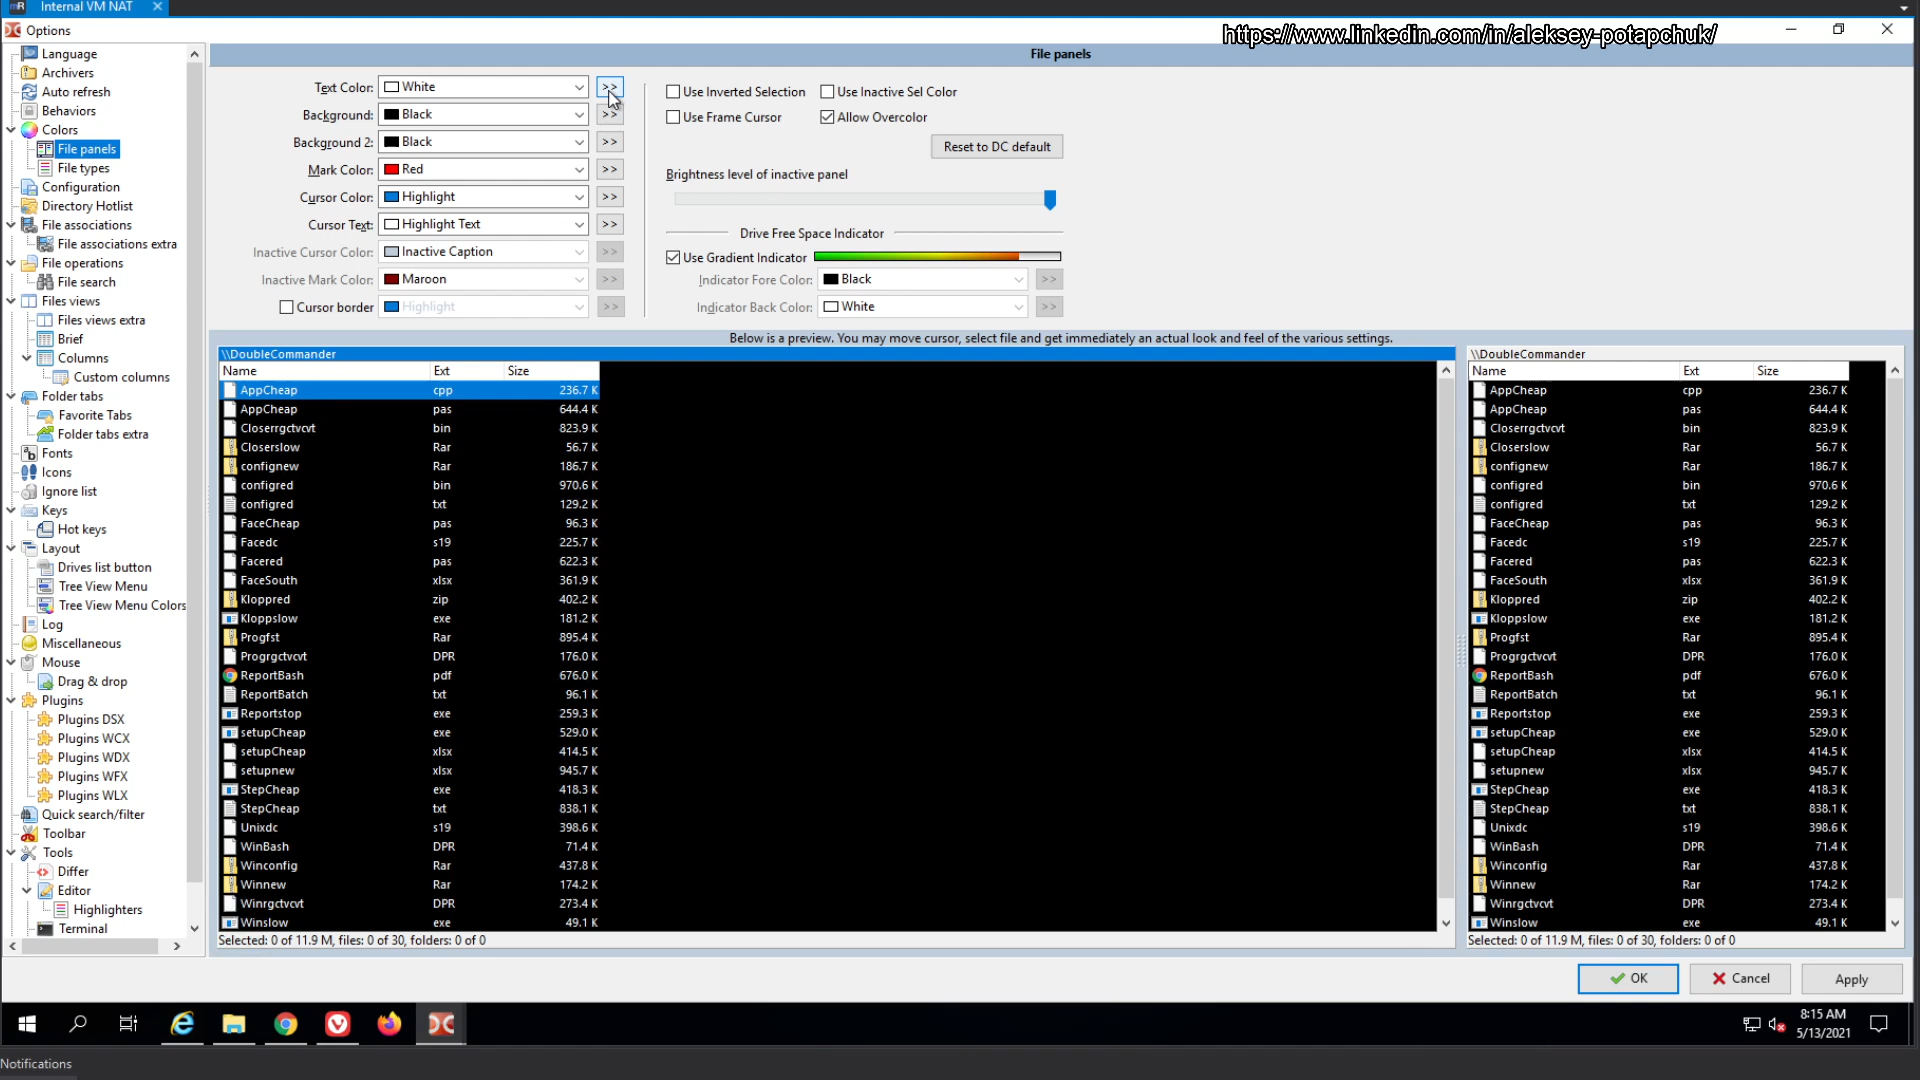 Internal VM NAT
Options
https://www.linkedin.com/in/aleksey-potapchuk/
Language
Archivers
Auto refresh
Behaviors
Colors
File panels
File types
Configuration
Directory Hotlist
File associations
File associations extra
File operations
File search
Files views
Files views extra
Brief
Columns
Custom columns
Folder tabs
Favorite Tabs
Folder tabs extra
Fonts
Icons
Ignore list
Keys
Hot keys
Layout
Drives list button
Tree View Menu
Tree View Menu Colors
Log
Miscellaneous
Mouse
Drag & drop
Plugins
Plugins DSX
Plugins WCX
Plugins WDX
Plugins WFX
Plugins WLX
Quick search/filter
Toolbar
Tools
Differ
Editor
Highlighters
Terminal
File panels
Text Color: White >>
Background: Black >>
Background 2: Black >>
Mark Color: Red >>
Cursor Color: Highlight >>
Cursor Text: Highlight Text >>
Inactive Cursor Color: Inactive Caption >>
Inactive Mark Color: Maroon >>
Cursor border Highlight >>
Use Inverted Selection Use Inactive Sel Color
Use Frame Cursor Allow Overcolor
Reset to DC default
Brightness level of inactive panel
Drive Free Space Indicator
Use Gradient Indicator
Indicator Fore Color: Black >>
Indicator Back Color: White >>
Below is a preview. You may move cursor, select file and get immediately an actual look and feel of the various settings.
\\DoubleCommander
Name Ext Size
AppCheap cpp 236.7 K
AppCheap pas 644.4 K
Closerrgctvcvt bin 823.9 K
Closerslow Rar 56.7 K
confignew Rar 186.7 K
configred bin 970.6 K
configred txt 129.2 K
FaceCheap pas 96.3 K
Facedc s19 225.7 K
Facered pas 622.3 K
FaceSouth xlsx 361.9 K
Kloppred zip 402.2 K
Kloppslow exe 181.2 K
Progfst Rar 895.4 K
Progrgctvcvt DPR 176.0 K
ReportBash pdf 676.0 K
ReportBatch txt 96.1 K
Reportstop exe 259.3 K
setupCheap exe 529.0 K
setupCheap xlsx 414.5 K
setupnew xlsx 945.7 K
StepCheap exe 418.3 K
StepCheap txt 838.1 K
Unixdc s19 398.6 K
WinBash DPR 71.4 K
Winconfig Rar 437.8 K
Winnew Rar 174.2 K
Winrgctvcvt DPR 273.4 K
Winslow exe 49.1 K
Selected: 0 of 11.9 M, files: 0 of 30, folders: 0 of 0
\\DoubleCommander
Name Ext Size
AppCheap cpp 236.7 K
AppCheap pas 644.4 K
Closerrgctvcvt bin 823.9 K
Closerslow Rar 56.7 K
confignew Rar 186.7 K
configred bin 970.6 K
configred txt 129.2 K
FaceCheap pas 96.3 K
Facedc s19 225.7 K
Facered pas 622.3 K
FaceSouth xlsx 361.9 K
Kloppred zip 402.2 K
Kloppslow exe 181.2 K
Progfst Rar 895.4 K
Progrgctvcvt DPR 176.0 K
ReportBash pdf 676.0 K
ReportBatch txt 96.1 K
Reportstop exe 259.3 K
setupCheap exe 529.0 K
setupCheap xlsx 414.5 K
setupnew xlsx 945.7 K
StepCheap exe 418.3 K
StepCheap txt 838.1 K
Unixdc s19 398.6 K
WinBash DPR 71.4 K
Winconfig Rar 437.8 K
Winnew Rar 174.2 K
Winrgctvcvt DPR 273.4 K
Winslow exe 49.1 K
Selected: 0 of 11.9 M, files: 0 of 30, folders: 0 of 0
OK Cancel Apply
8:15 AM
5/13/2021
Notifications